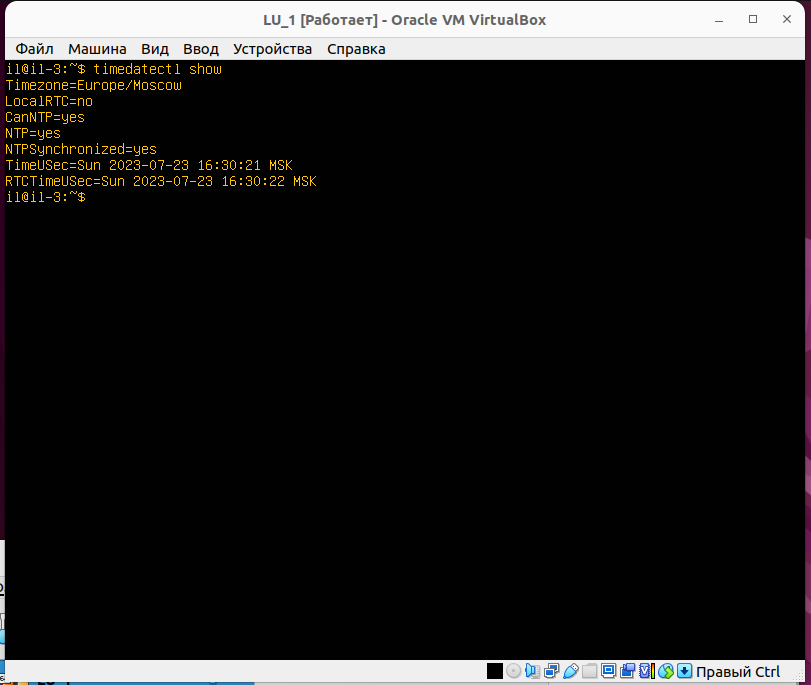 LU_1 [Работает] - Oracle VM VirtualBox
Файл Машина Вид Ввод Устройства Справка
il@il-3:~$ timedatectl show
Timezone=Europe/Moscow
LocalRTC=no
CanNTP=yes
NTP=yes
NTPSynchronized=yes
TimeUSec=Sun 2023-07-23 16:30:21 MSK
RTCTimeUSec=Sun 2023-07-23 16:30:22 MSK
il@il-3:~$
Правый Ctrl